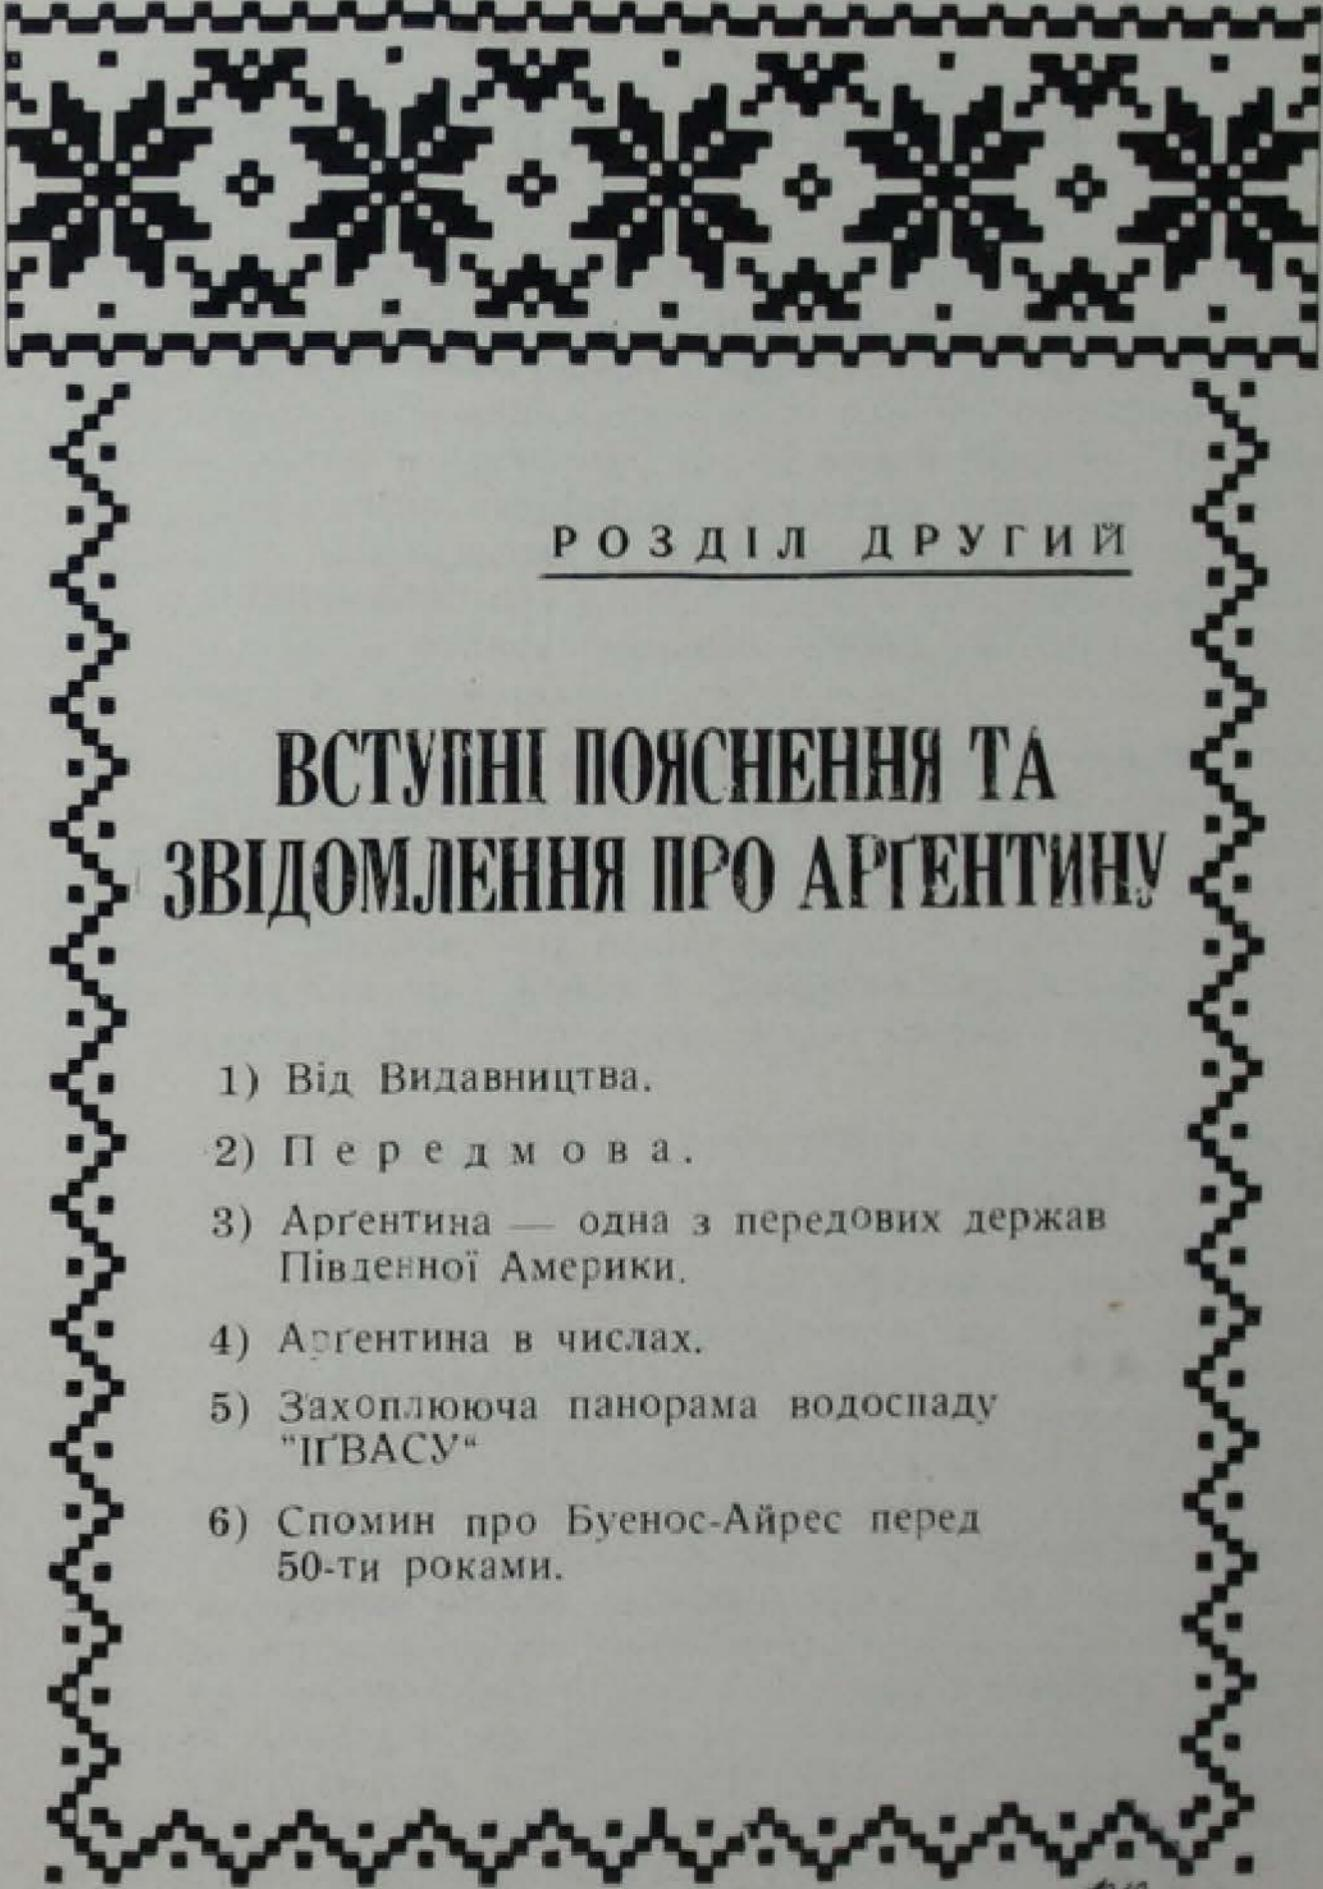 РОЗДІЛ ДРУГИЙ
ВСТУПНІ ПОЯСНЕННЯ ТА
ЗВІДОМЛЕННЯ ПРО АРҐЕНТИНУ
1) Від Видавництва.
2) Передмова.
3) Арґентина — одна з передових держав
Південної Америки.
4) Арґентина в числах.
5) Захоплююча панорама водоспаду
"ІҐВАСУ“
6) Спомин про Буенос-Айрес перед
50-ти роками.